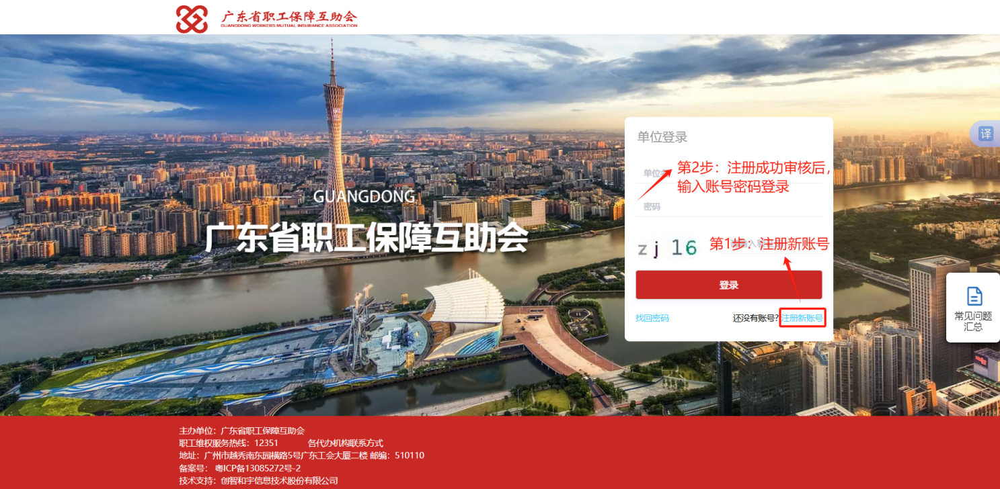 广东省职工保障互助会
GUANGDONG WORKERS MUTUAL INSURANCE ASSOCIATION
GUANGDONG
广东省职工保障互助会
单位登录
单位
第2步：注册成功审核后，
输入账号密码登录
密码
zj 16
第1步：注册新账号
登录
找回密码
还没有账号?注册新账号
译
常见问题
汇总
主办单位：广东省职工保障互助会
职工维权服务热线：12351 各代办机构联系方式
地址：广州市越秀南东园横路5号广东工会大厦二楼 邮编：510110
备案号： 粤ICP备13085272号-2
技术支持：创智和宇信息技术股份有限公司